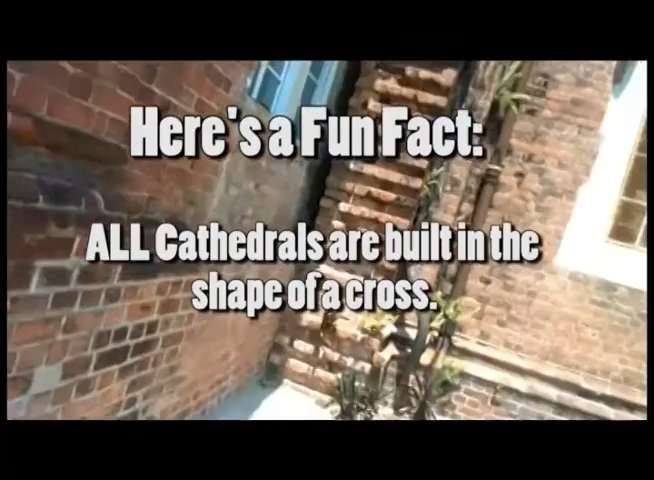 Here's a Fun Fact:
ALL Cathedrals are built in the
shape of a cross.